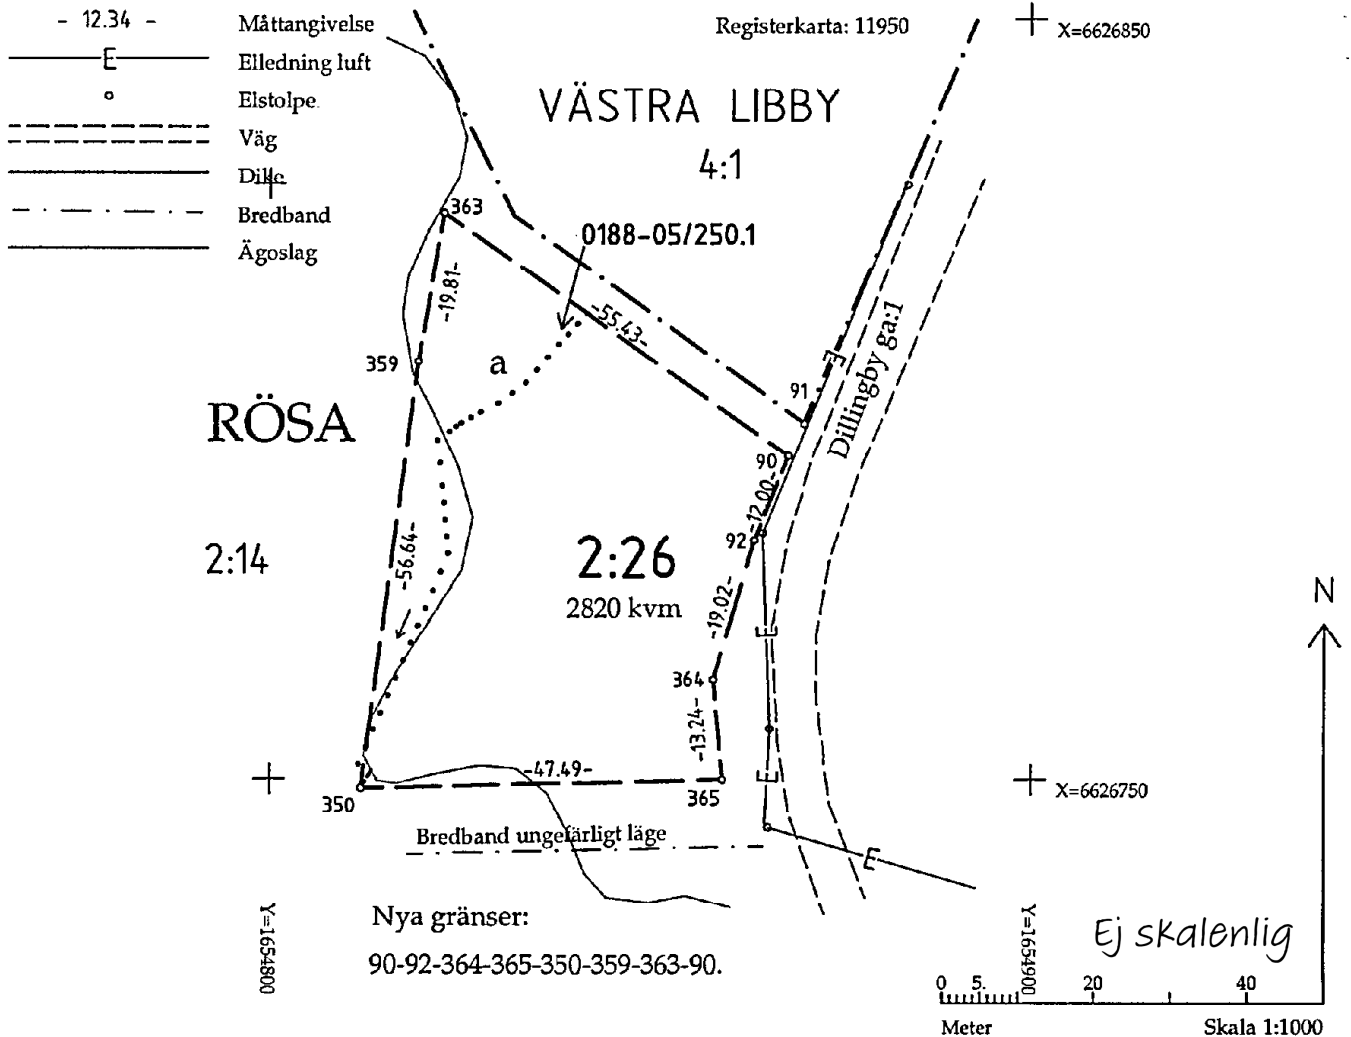 - 12.34 - Måttangivelse
E Elledning luft
Elstolpe
Väg
Dike
Bredband
Ägoslag
Registerkarta: 11950
X=6626850
VÄSTRA LIBBY
4:1
363
0188-05/250.1
-19.81-
-55.43-
359
a
91
Dillingby ga:1
E
RÖSA
90
-12.00-
92
2:14
-56.64-
2:26
2820 kvm
-19.02-
N
E
364
-13.24-
-47.49-
350
365
E
X=6626750
Bredband ungefärligt läge
E
Nya gränser:
90-92-364-365-350-359-363-90.
Y=1654800
Y=1654900
Ej skalenlig
0 5. 20 40
Meter Skala 1:1000